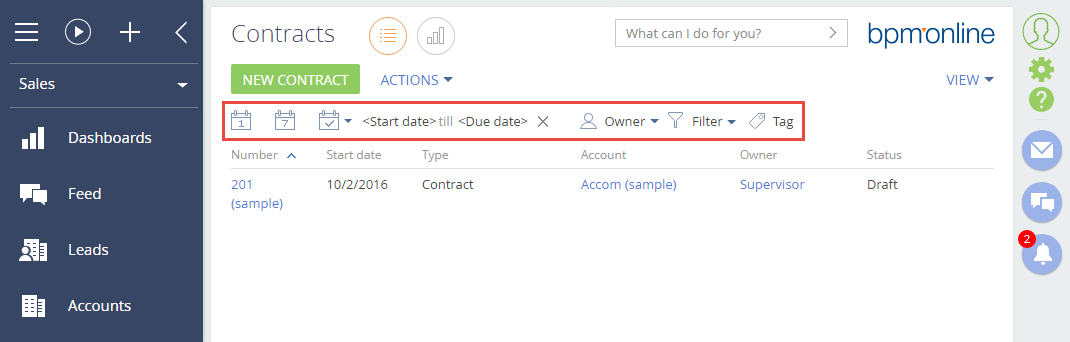 Contracts
What can I do for you?
bpm'online
Sales
NEW CONTRACT
ACTIONS
VIEW
1
7
<Start date> till <Due date>
Owner
Filter
Tag
Dashboards
Number
Start date
Type
Account
Owner
Status
201
(sample)
10/2/2016
Contract
Accom (sample)
Supervisor
Draft
Feed
Leads
Accounts
?
2